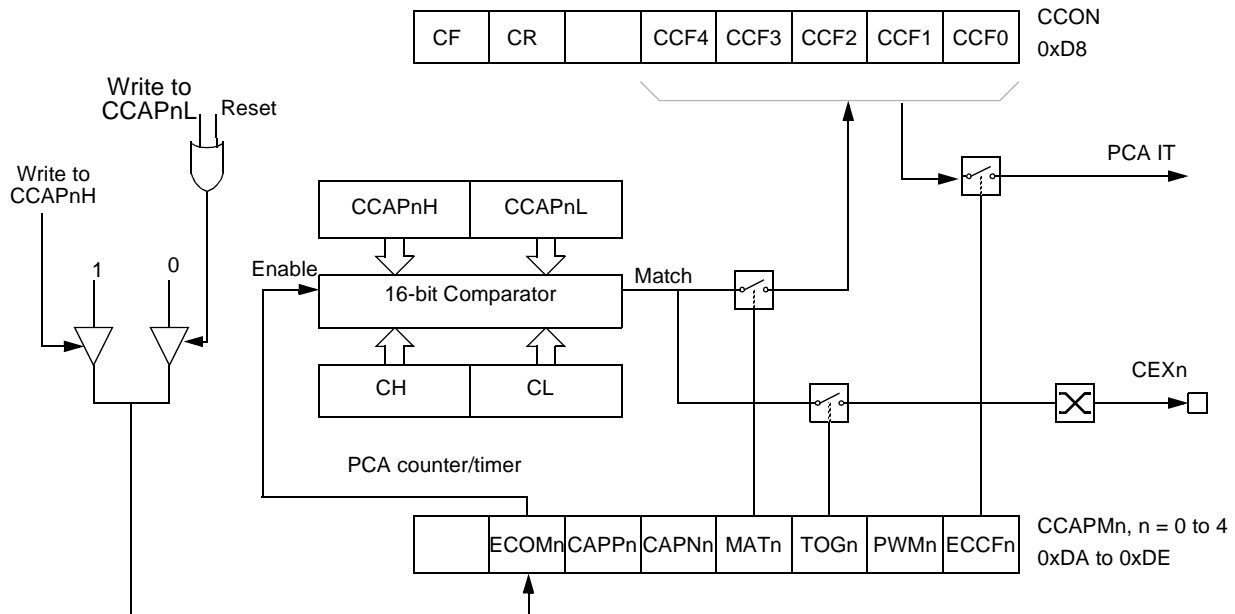 CF CR CCF4 CCF3 CCF2 CCF1 CCF0
CCON
0xD8
Write to
CCAPnL
Reset
Write to
CCAPnH
PCA IT
CCAPnH CCAPnL
Enable
16-bit Comparator
Match
1 0
CH CL
CEXn
PCA counter/timer
ECOMn CAPPn CAPNn MATn TOGn PWMn ECCFn
CCAPMn, n = 0 to 4
0xDA to 0xDE